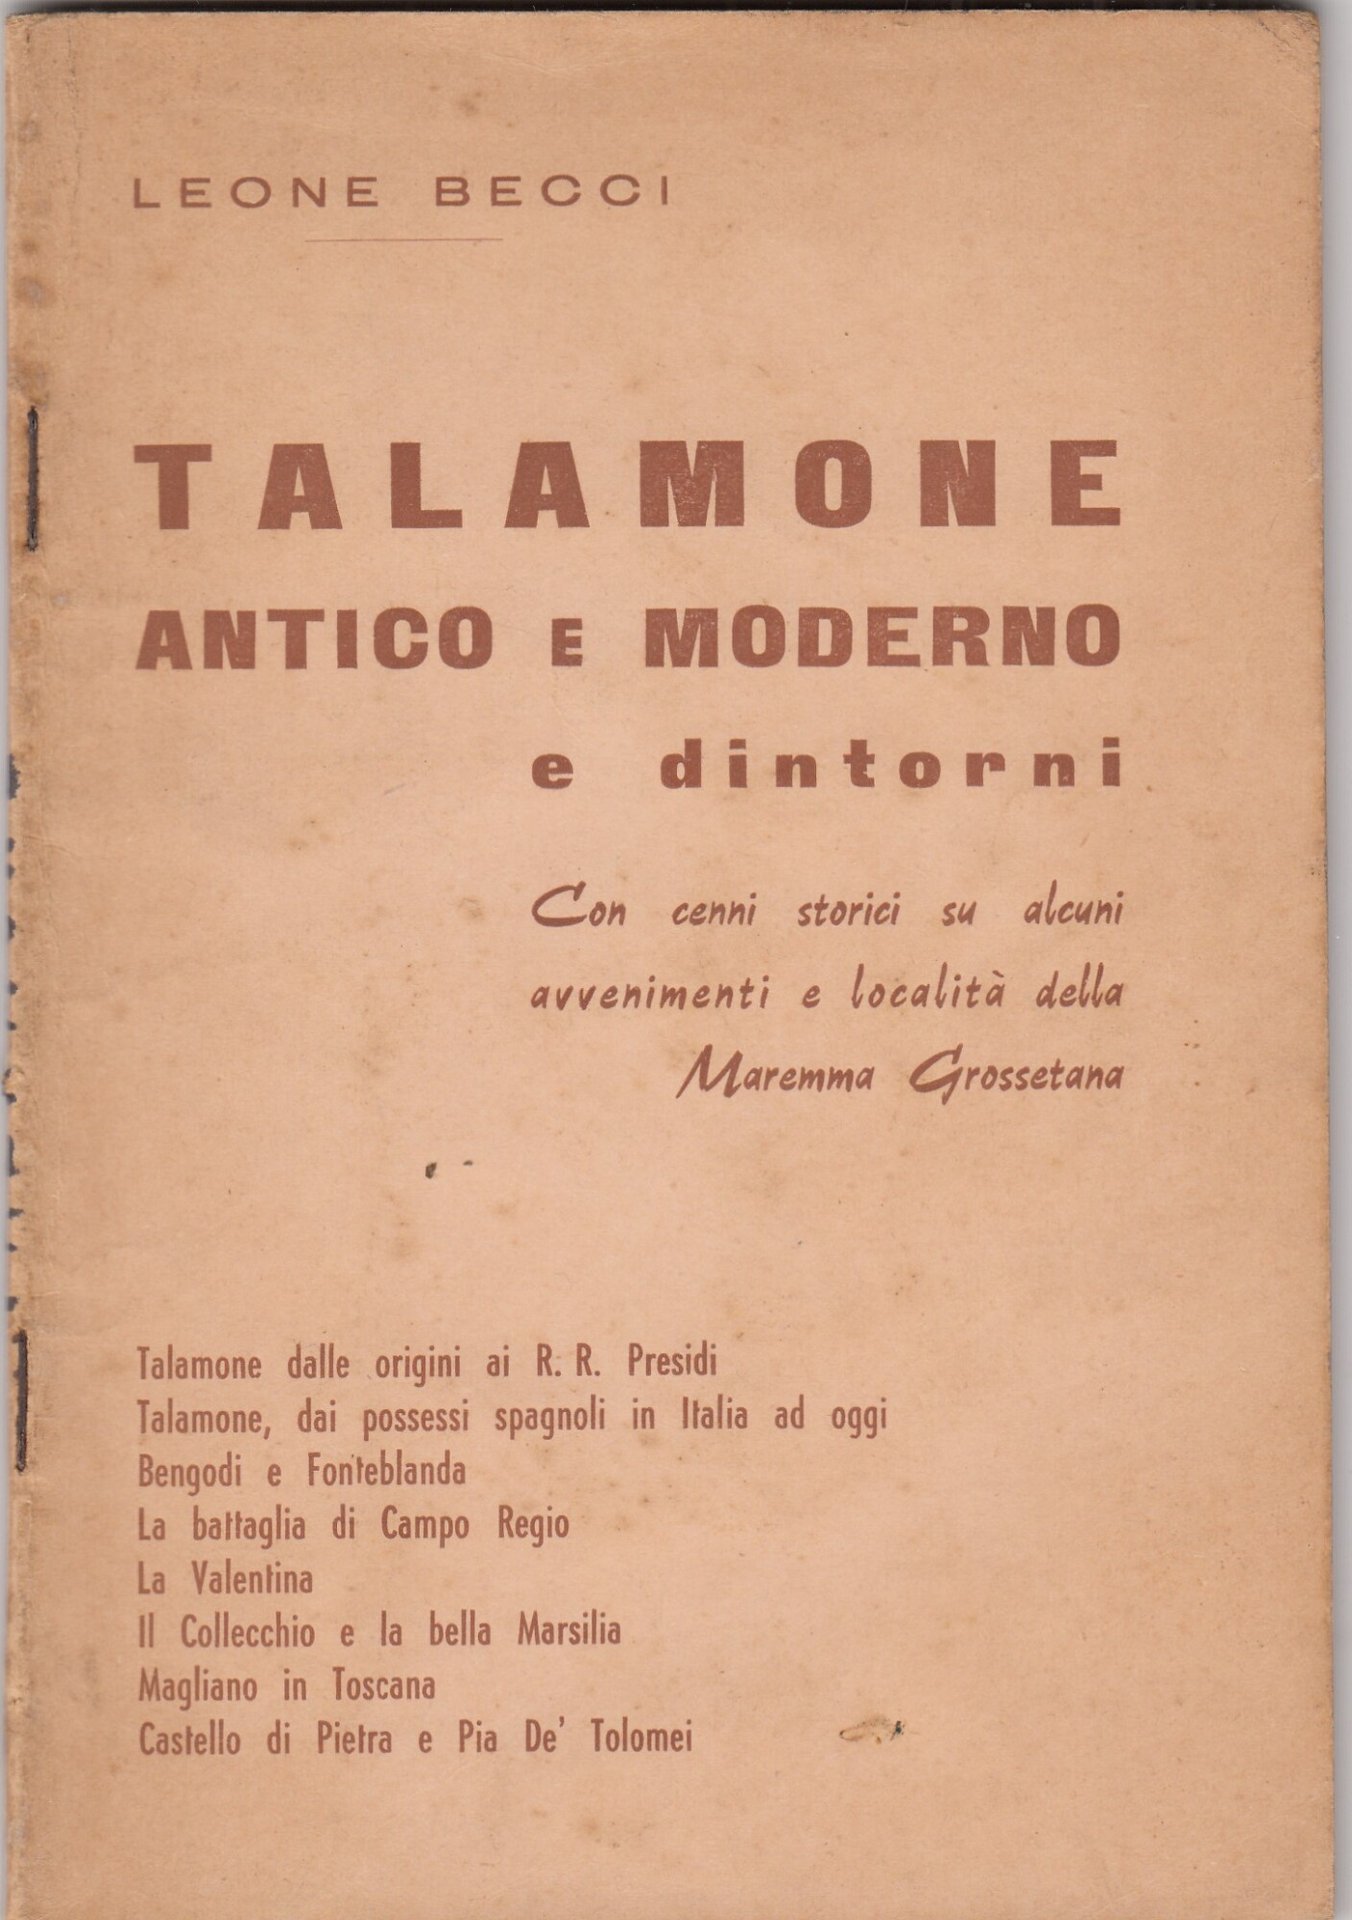 LEONE BECCI
TALAMONE
ANTICO E MODERNO
e dintorni
Con cenni storici su alcuni
avvenimenti e località della
Maremma Grossetana
Talamone dalle origini ai R. R. Presidi
Talamone, dai possessi spagnoli in Italia ad oggi
Bengodi e Fonteblanda
La battaglia di Campo Regio
La Valentina
Il Collecchio e la bella Marsilia
Magliano in Toscana
Castello di Pietra e Pia De' Tolomei